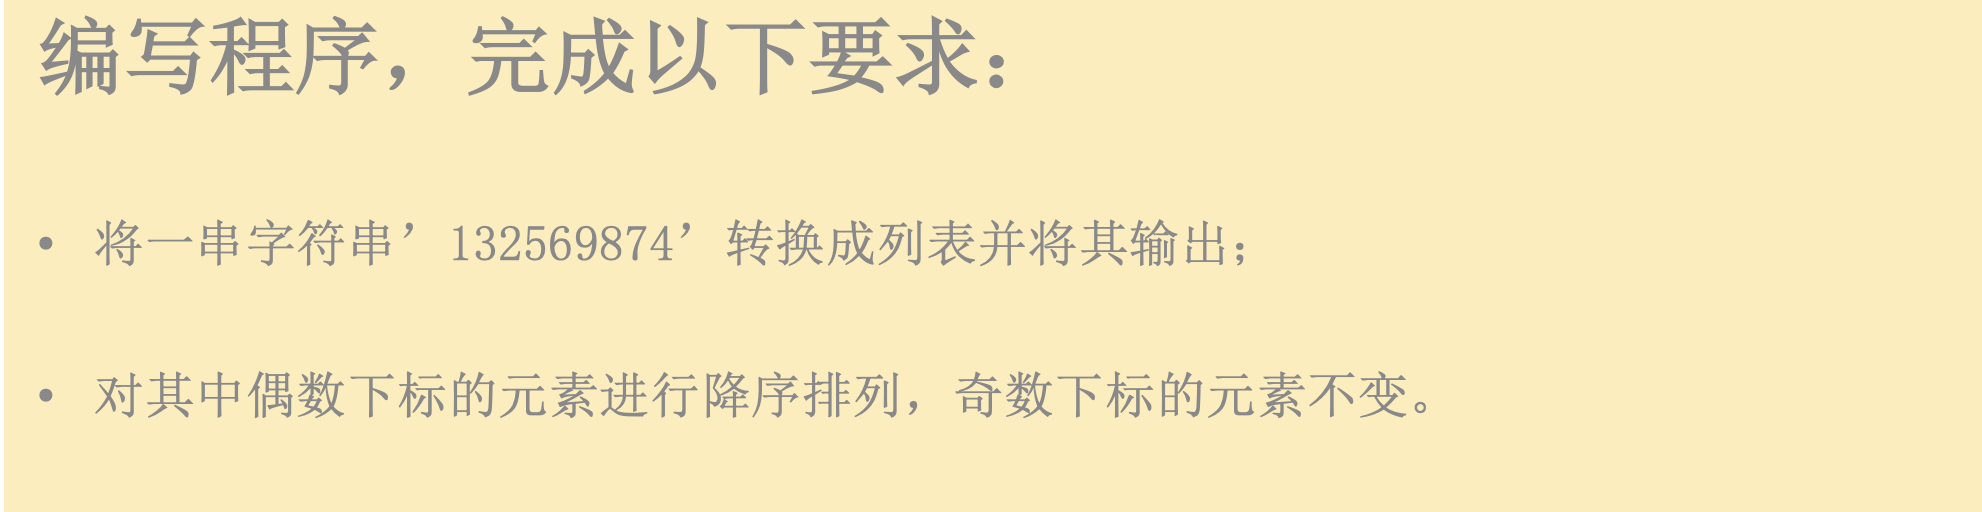 编写程序，完成以下要求：
• 将一串字符串’132569874’转换成列表并将其输出；
• 对其中偶数下标的元素进行降序排列，奇数下标的元素不变。